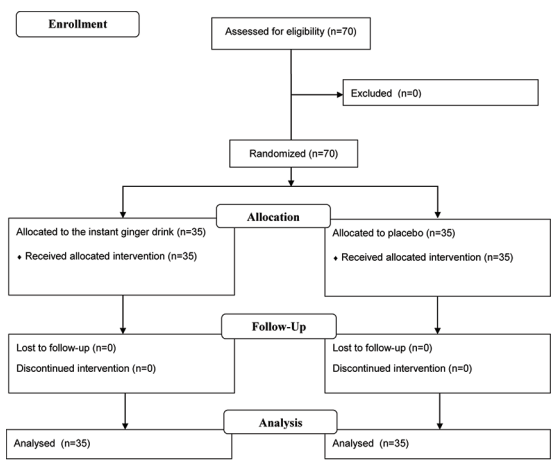 Enrollment
Assessed for eligibility (n=70)
Excluded (n=0)
Randomized (n=70)
Allocation
Allocated to the instant ginger drink (n=35)
♦ Received allocated intervention (n=35)
Allocated to placebo (n=35)
♦ Received allocated intervention (n=35)
Follow-Up
Lost to follow-up (n=0)
Discontinued intervention (n=0)
Lost to follow-up (n=0)
Discontinued intervention (n=0)
Analysis
Analysed (n=35)
Analysed (n=35)